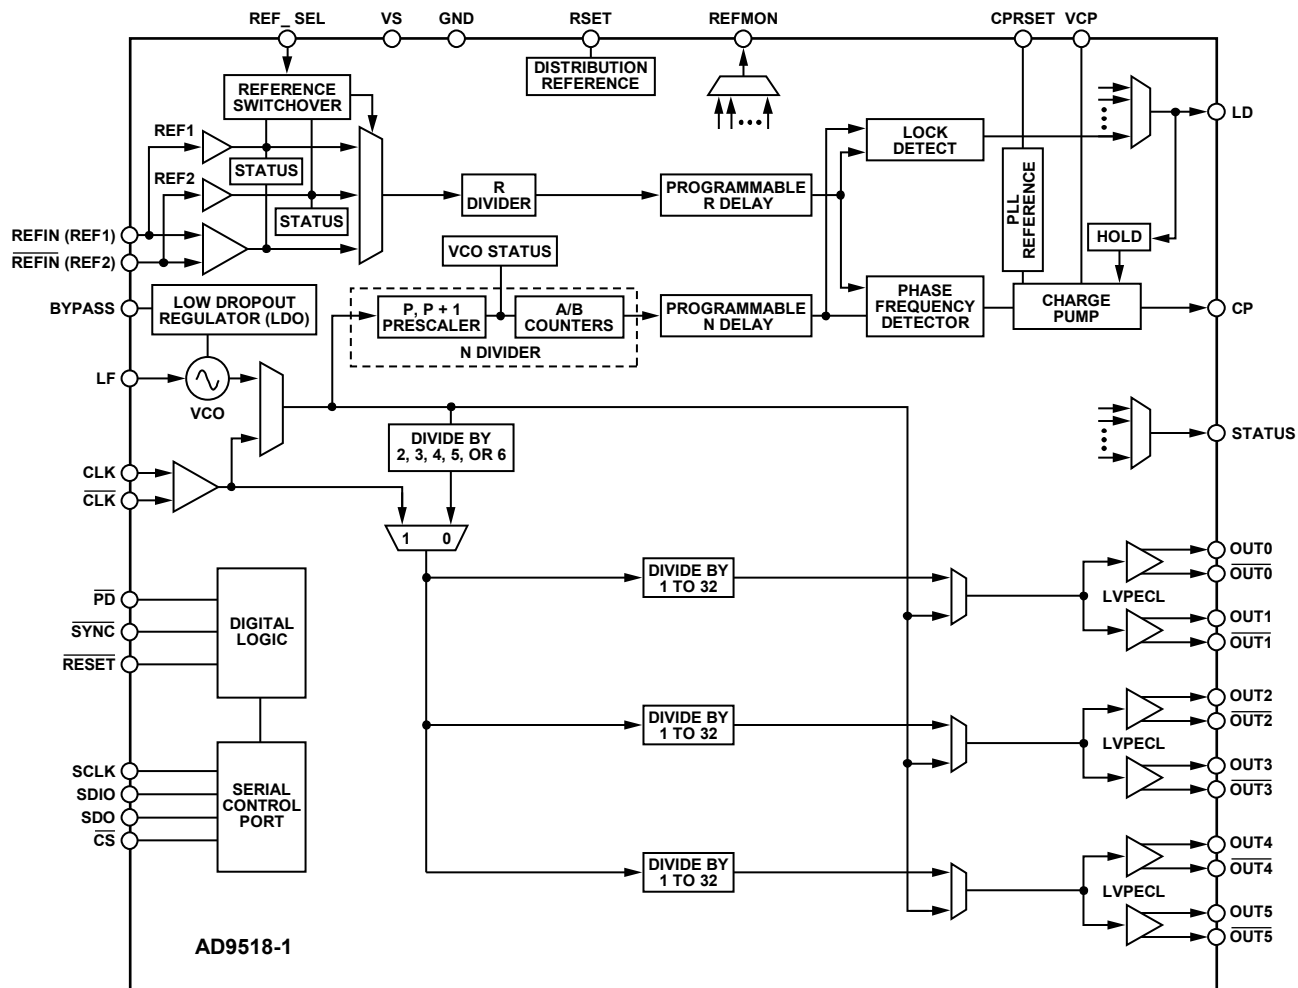 REF_ SEL
VS
GND
RSET
REFMON
CPRSET
VCP
DISTRIBUTION
REFERENCE
REFERENCE
SWITCHOVER
REF1
STATUS
REF2
STATUS
R
DIVIDER
PROGRAMMABLE
R DELAY
LOCK
DETECT
LD
PLL
REFERENCE
HOLD
REFIN (REF1)
REFIN (REF2)
VCO STATUS
BYPASS
LOW DROPOUT
REGULATOR (LDO)
P, P + 1
PRESCALER
A/B
COUNTERS
N DIVIDER
PROGRAMMABLE
N DELAY
PHASE
FREQUENCY
DETECTOR
CHARGE
PUMP
CP
LF
VCO
DIVIDE BY
2, 3, 4, 5, OR 6
STATUS
CLK
CLK
1
0
DIVIDE BY
1 TO 32
LVPECL
OUT0
OUT0
OUT1
OUT1
PD
SYNC
RESET
DIGITAL
LOGIC
DIVIDE BY
1 TO 32
LVPECL
OUT2
OUT2
OUT3
OUT3
SCLK
SDIO
SDO
CS
SERIAL
CONTROL
PORT
DIVIDE BY
1 TO 32
LVPECL
OUT4
OUT4
OUT5
OUT5
AD9518-1